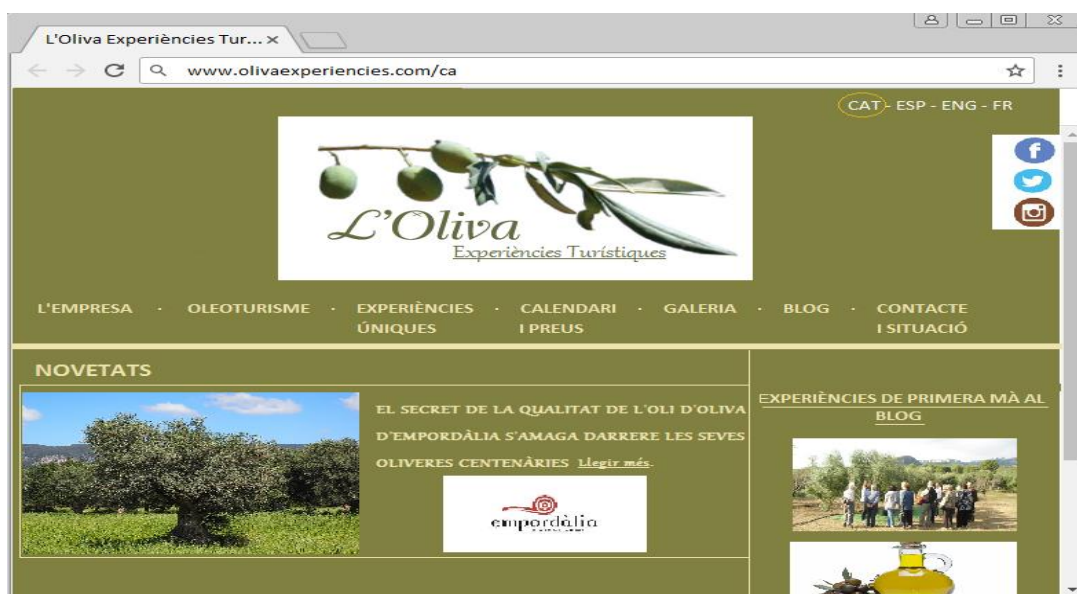 L'Oliva Experiències Tur...
www.olivaexperiencies.com/ca
CAT - ESP - ENG - FR
L'Oliva
Experiències Turístiques
L'EMPRESA · OLEOTURISME · EXPERIÈNCIES ÚNIQUES · CALENDARI I PREUS · GALERIA · BLOG · CONTACTE I SITUACIÓ
NOVETATS
EL SECRET DE LA QUALITAT DE L'OLI D'OLIVA
D'EMPORDÀLIA S'AMAGA DARRERE LES SEVES
OLIVERES CENTENÀRIES Llegir més.
empordàlia
EXPERIÈNCIES DE PRIMERA MÀ AL
BLOG